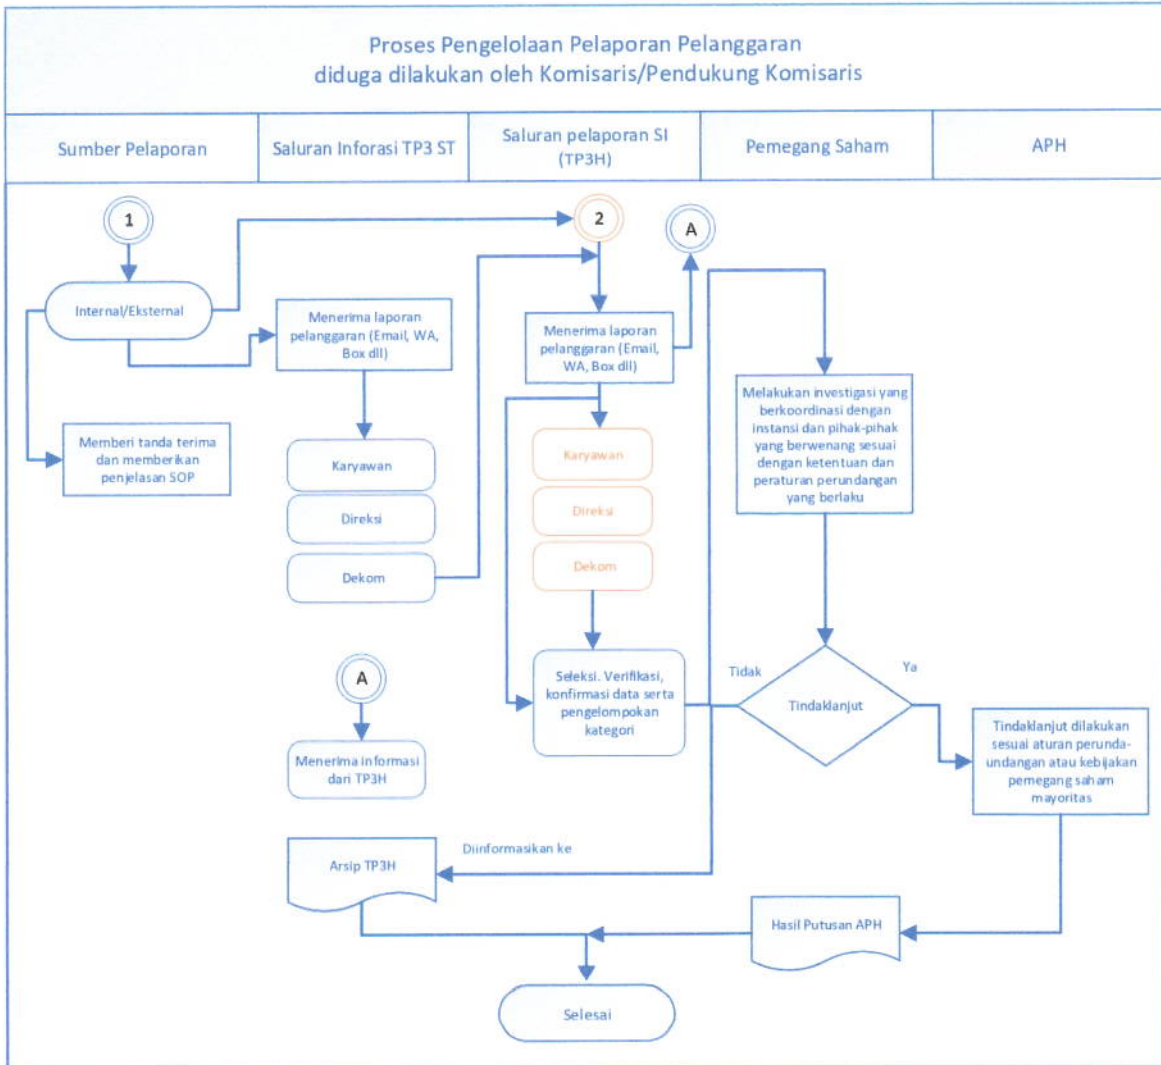 Proses Pengelolaan Pelaporan Pelanggaran
diduga dilakukan oleh Komisaris/Pendukung Komisaris
Sumber Pelaporan
Saluran Inforasi TP3 ST
Saluran pelaporan SI
(TP3H)
Pemegang Saham
APH
1
2
A
Internal/Eksternal
Menerima laporan
pelanggaran (Email, WA,
Box dll)
Menerima laporan
pelanggaran (Email,
WA, Box dll)
Melakukan investigasi yang
berkoordinasi dengan
instansi dan pihak-pihak
yang berwenang sesuai
dengan ketentuan dan
peraturan perundangan
yang berlaku
Memberi tanda terima
dan memberikan
penjelasan SOP
Karyawan
Direksi
Dekom
Karyawan
Direksi
Dekom
A
Menerima informasi
dari TP3H
Seleksi. Verifikasi,
konfirmasi data serta
pengelompokan
kategori
Tidak
Tindaklanjut
Ya
Tindaklanjut dilakukan
sesuai aturan perunda-
undangan atau kebijakan
pemegang saham
mayoritas
Arsip TP3H
Diinformasikan ke
Hasil Putusan APH
Selesai